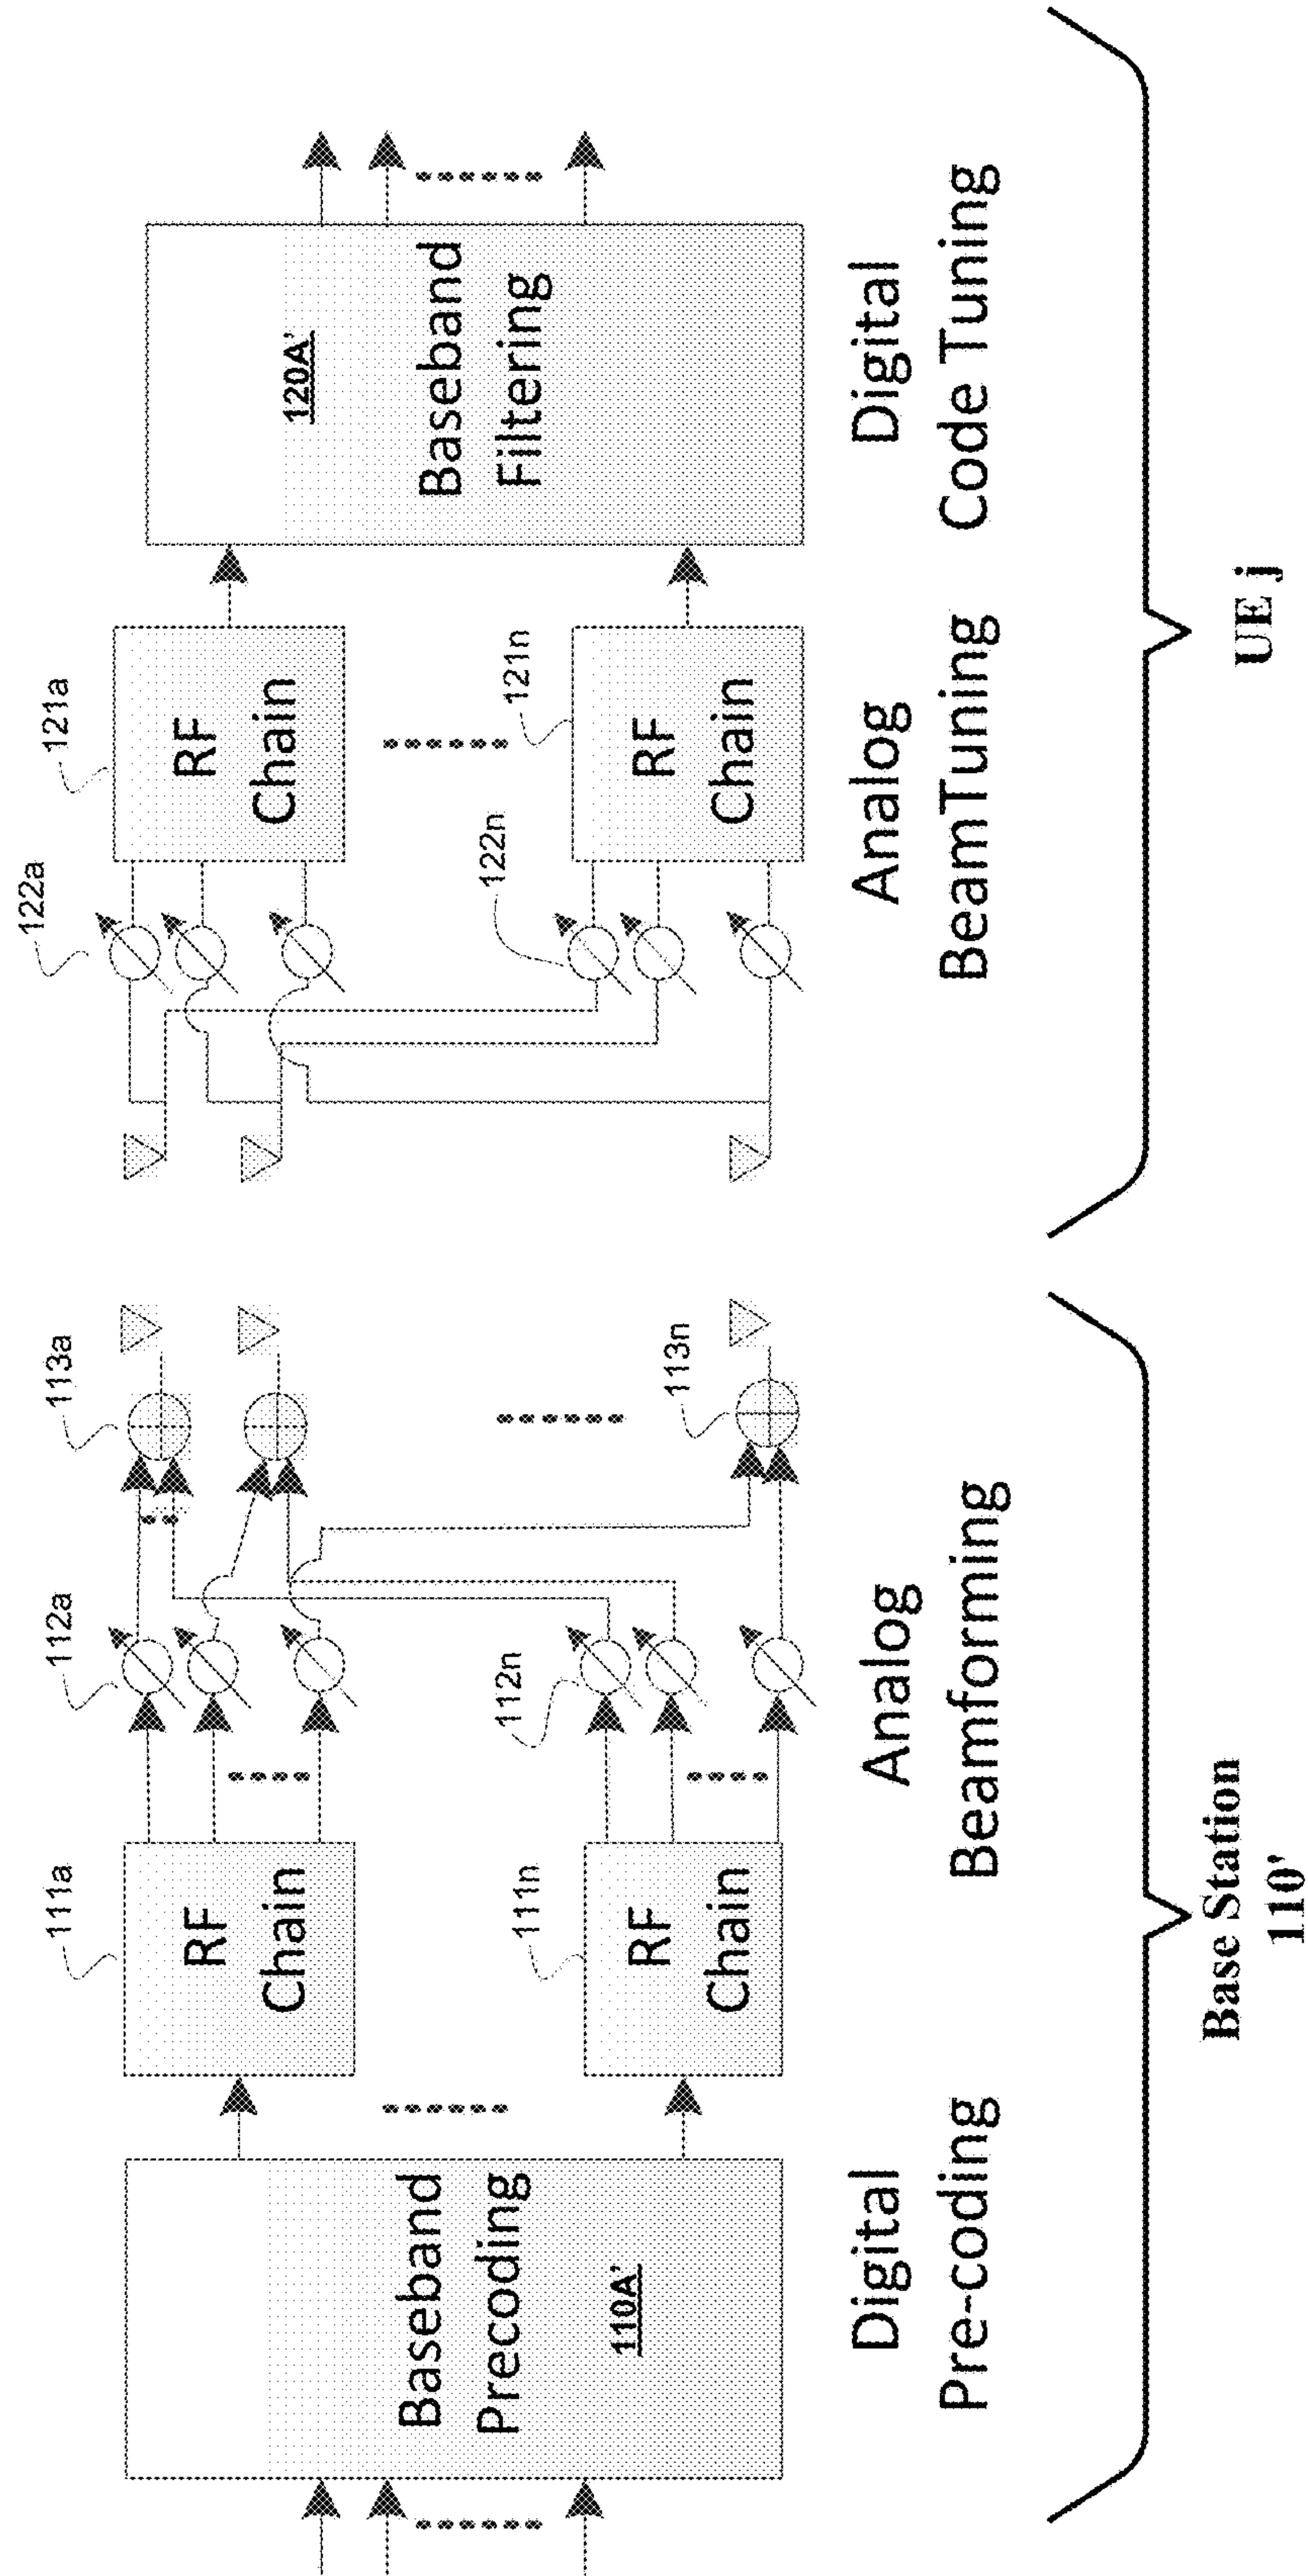 Baseband
Precoding
110A'
Digital
Pre-coding
111a
RF
Chain
111n
RF
Chain
112a
112n
113a
113n
Analog
Beamforming
Base Station
110'
122a
122n
121a
RF
Chain
121n
RF
Chain
Analog
BeamTuning
120A'
Baseband
Filtering
Digital
Code Tuning
UE j